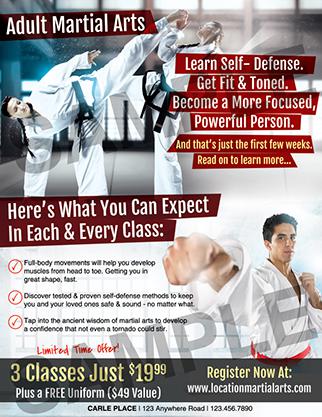 Adult Martial Arts
Learn Self- Defense.
Get Fit & Toned.
Become a More Focused,
Powerful Person.
And that's just the first few weeks.
Read on to learn more...
SAMPLE
Here's What You Can Expect
In Each & Every Class:
Full-body movements will help you develop
muscles from head to toe. Getting you in
great shape, fast.
Discover tested & proven self-defense methods to keep
you and your loved ones safe & sound - no matter what.
Tap into the ancient wisdom of martial arts to develop
a confidence that not even a tornado could stir.
SAMPLE
Limited Time Offer!
3 Classes Just $19.99
Plus a FREE Uniform ($49 Value)
Register Now At:
www.locationmartialarts.com
CARLE PLACE | 123 Anywhere Road | 123.456.7890